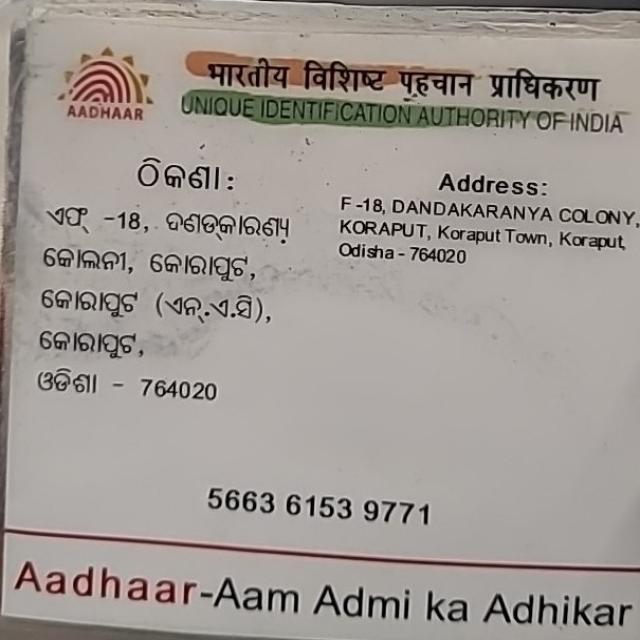 भारतीय विशिष्ट पहचान प्राधिकरण
AADHAAR
UNIQUE IDENTIFICATION AUTHORITY OF INDIA
ଠିକଣା:
ଏଫ୍ -18, ଦଣ୍ଡକାରଣ୍ୟ
କୋଲନୀ, କୋରାପୁଟ,
କୋରାପୁଟ (ଏନ୍.ଏ.ସି),
କୋରାପୁଟ,
ଓଡିଶା - 764020
Address:
F -18, DANDAKARANYA COLONY,
KORAPUT, Koraput Town, Koraput,
Odisha - 764020
5663 6153 9771
Aadhaar-Aam Admi ka Adhikar